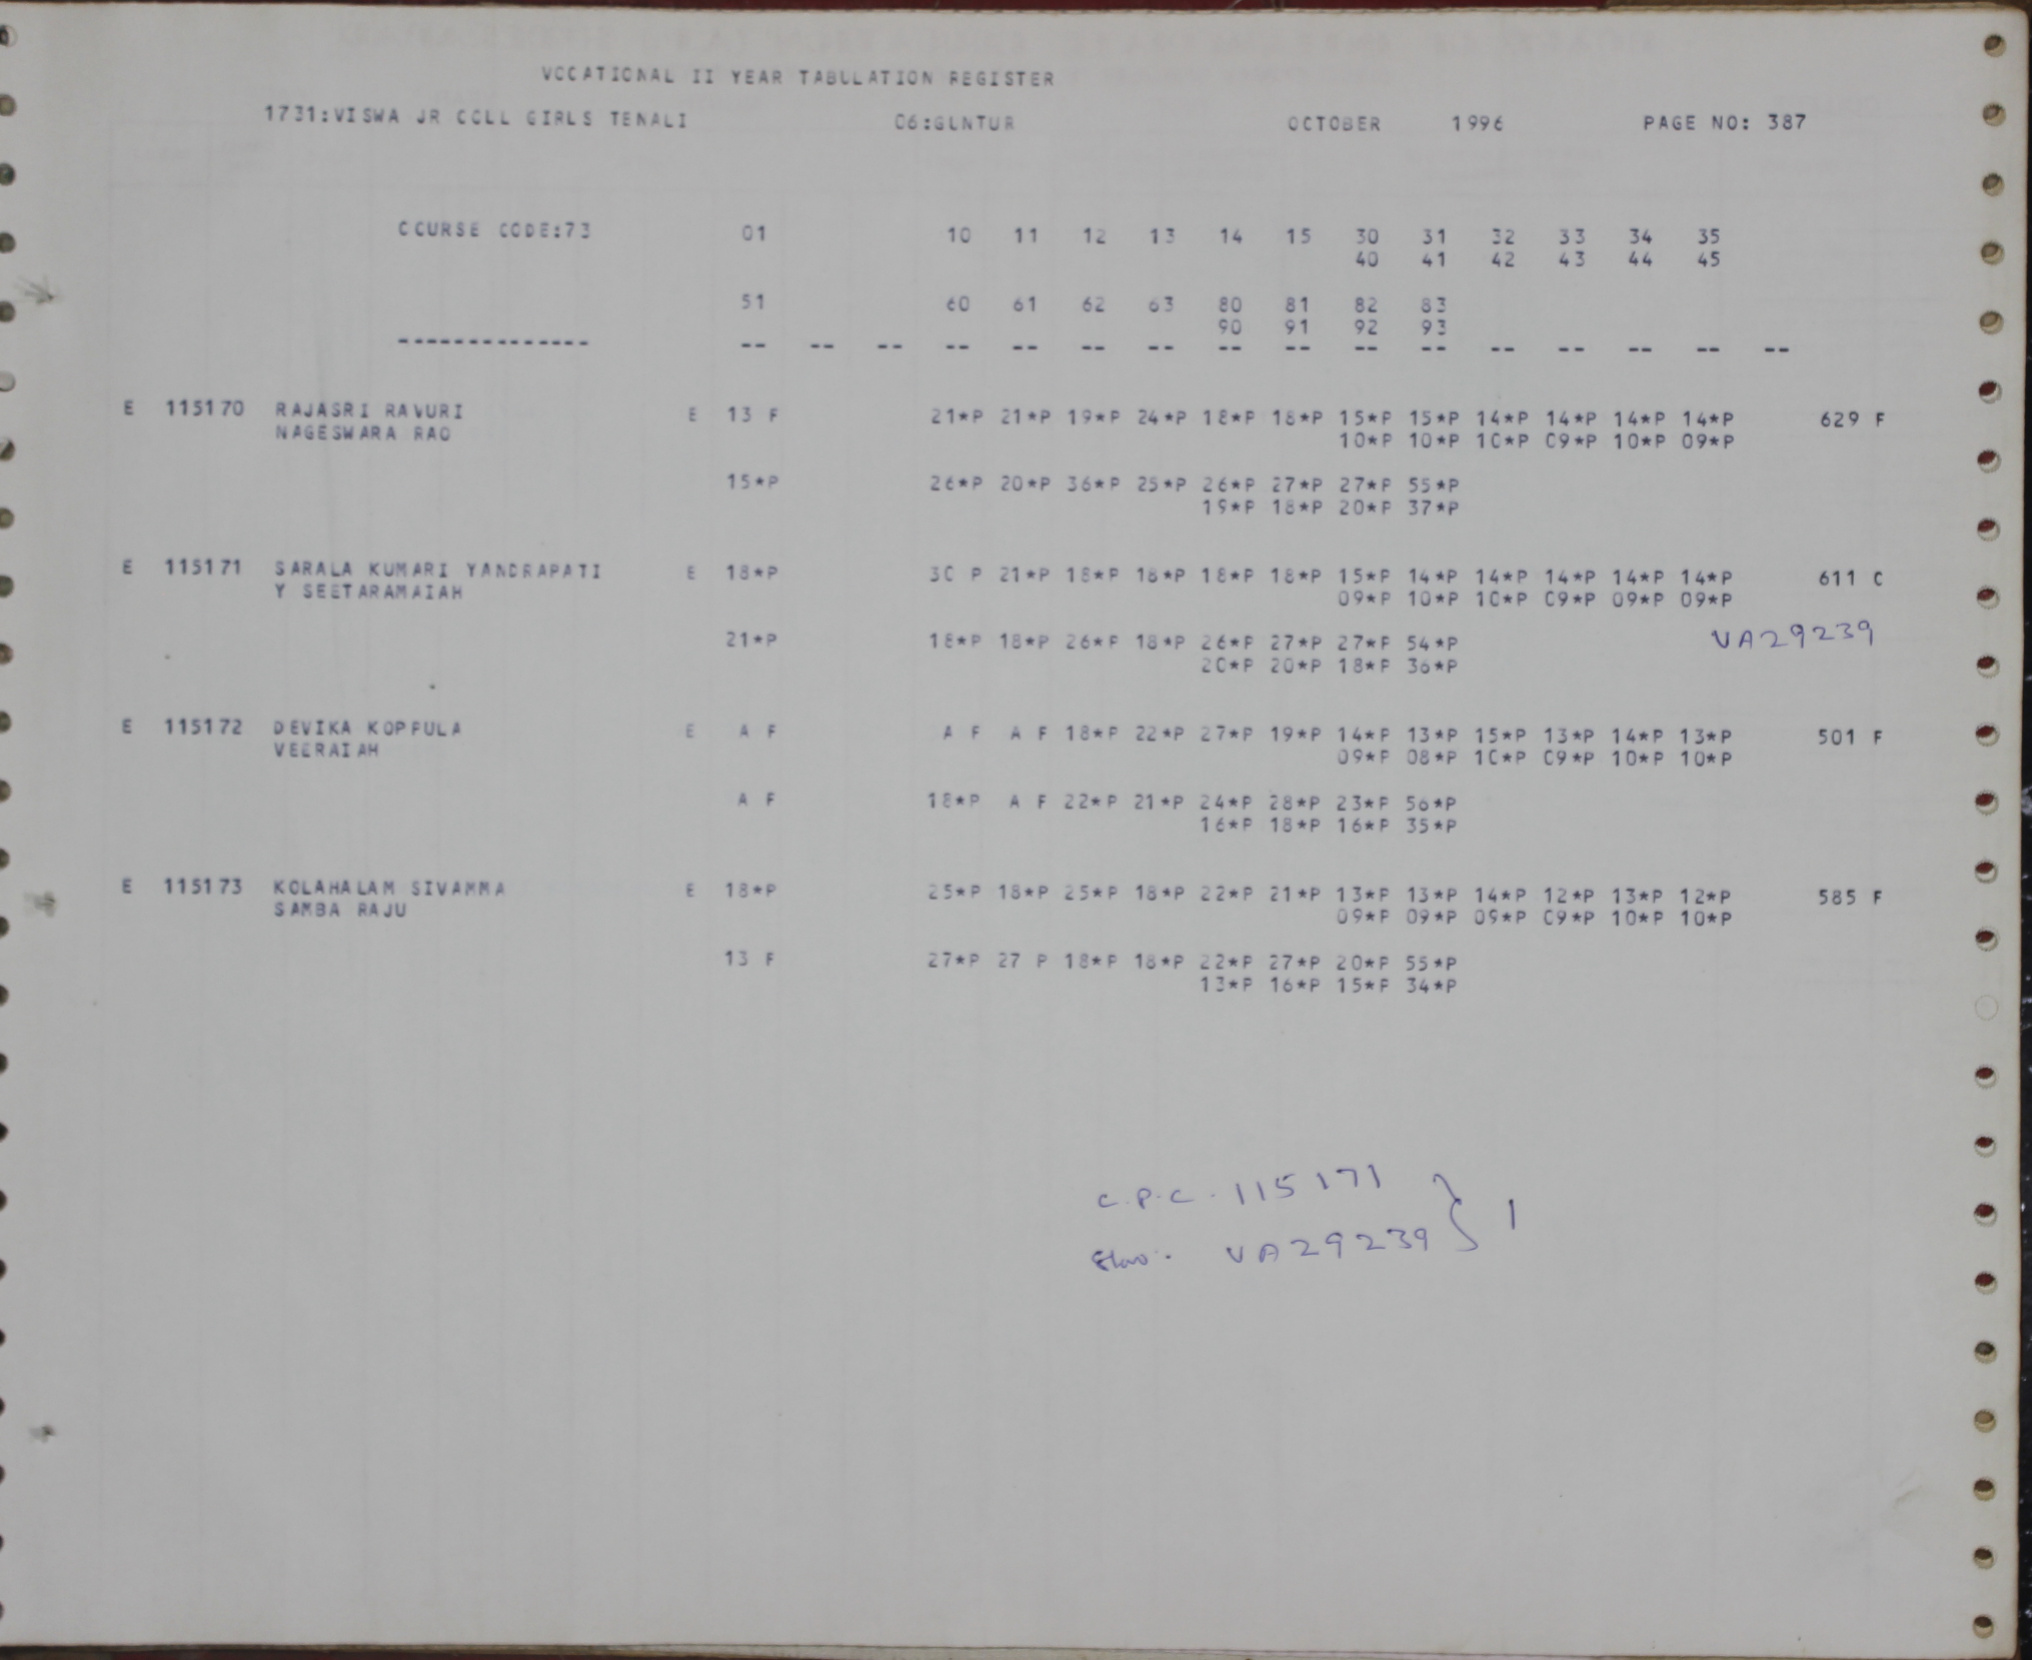 VOCATIONAL II YEAR TABULATION REGISTER
1731:VISWA JR COLL GIRLS TENALI 06:GUNTUR OCTOBER 1996 PAGE NO: 387
COURSE CODE:73 01 10 11 12 13 14 15 30 31 32 33 34 35
40 41 42 43 44 45
51 60 61 62 63 80 81 82 83
90 91 92 93
-------------- -- -- -- -- -- -- -- -- -- -- -- -- -- -- -- --
E 115170 RAJASRI RAVURI E 13 F 21*P 21*P 19*P 24*P 18*P 18*P 15*P 15*P 14*P 14*P 14*P 14*P 629 F
NAGESWARA RAO 10*P 10*P 10*P 09*P 10*P 09*P
15*P 26*P 20*P 36*P 25*P 26*P 27*P 27*P 55*P
19*P 18*P 20*P 37*P
E 115171 SARALA KUMARI YANDRAPATI E 18*P 30 P 21*P 18*P 18*P 18*P 18*P 15*P 14*P 14*P 14*P 14*P 14*P 611 C
Y SEETARAMAIAH 09*P 10*P 10*P 09*P 09*P 09*P
21*P 18*P 18*P 26*P 18*P 26*P 27*P 27*P 54*P VA29239
20*P 20*P 18*P 36*P
E 115172 DEVIKA KOPPULA E A F A F A F 18*P 22*P 27*P 19*P 14*P 13*P 15*P 13*P 14*P 13*P 501 F
VEERAIAH 09*P 08*P 10*P 09*P 10*P 10*P
A F 18*P A F 22*P 21*P 24*P 28*P 23*P 56*P
16*P 18*P 16*P 35*P
E 115173 KOLAHALAM SIVAMMA E 18*P 25*P 18*P 25*P 18*P 22*P 21*P 13*P 13*P 14*P 12*P 13*P 12*P 585 F
SAMBA RAJU 09*P 09*P 09*P 09*P 10*P 10*P
13 F 27*P 27 P 18*P 18*P 22*P 27*P 20*P 55*P
13*P 16*P 15*P 34*P
C.P.C. 115171
VA29239 } 1